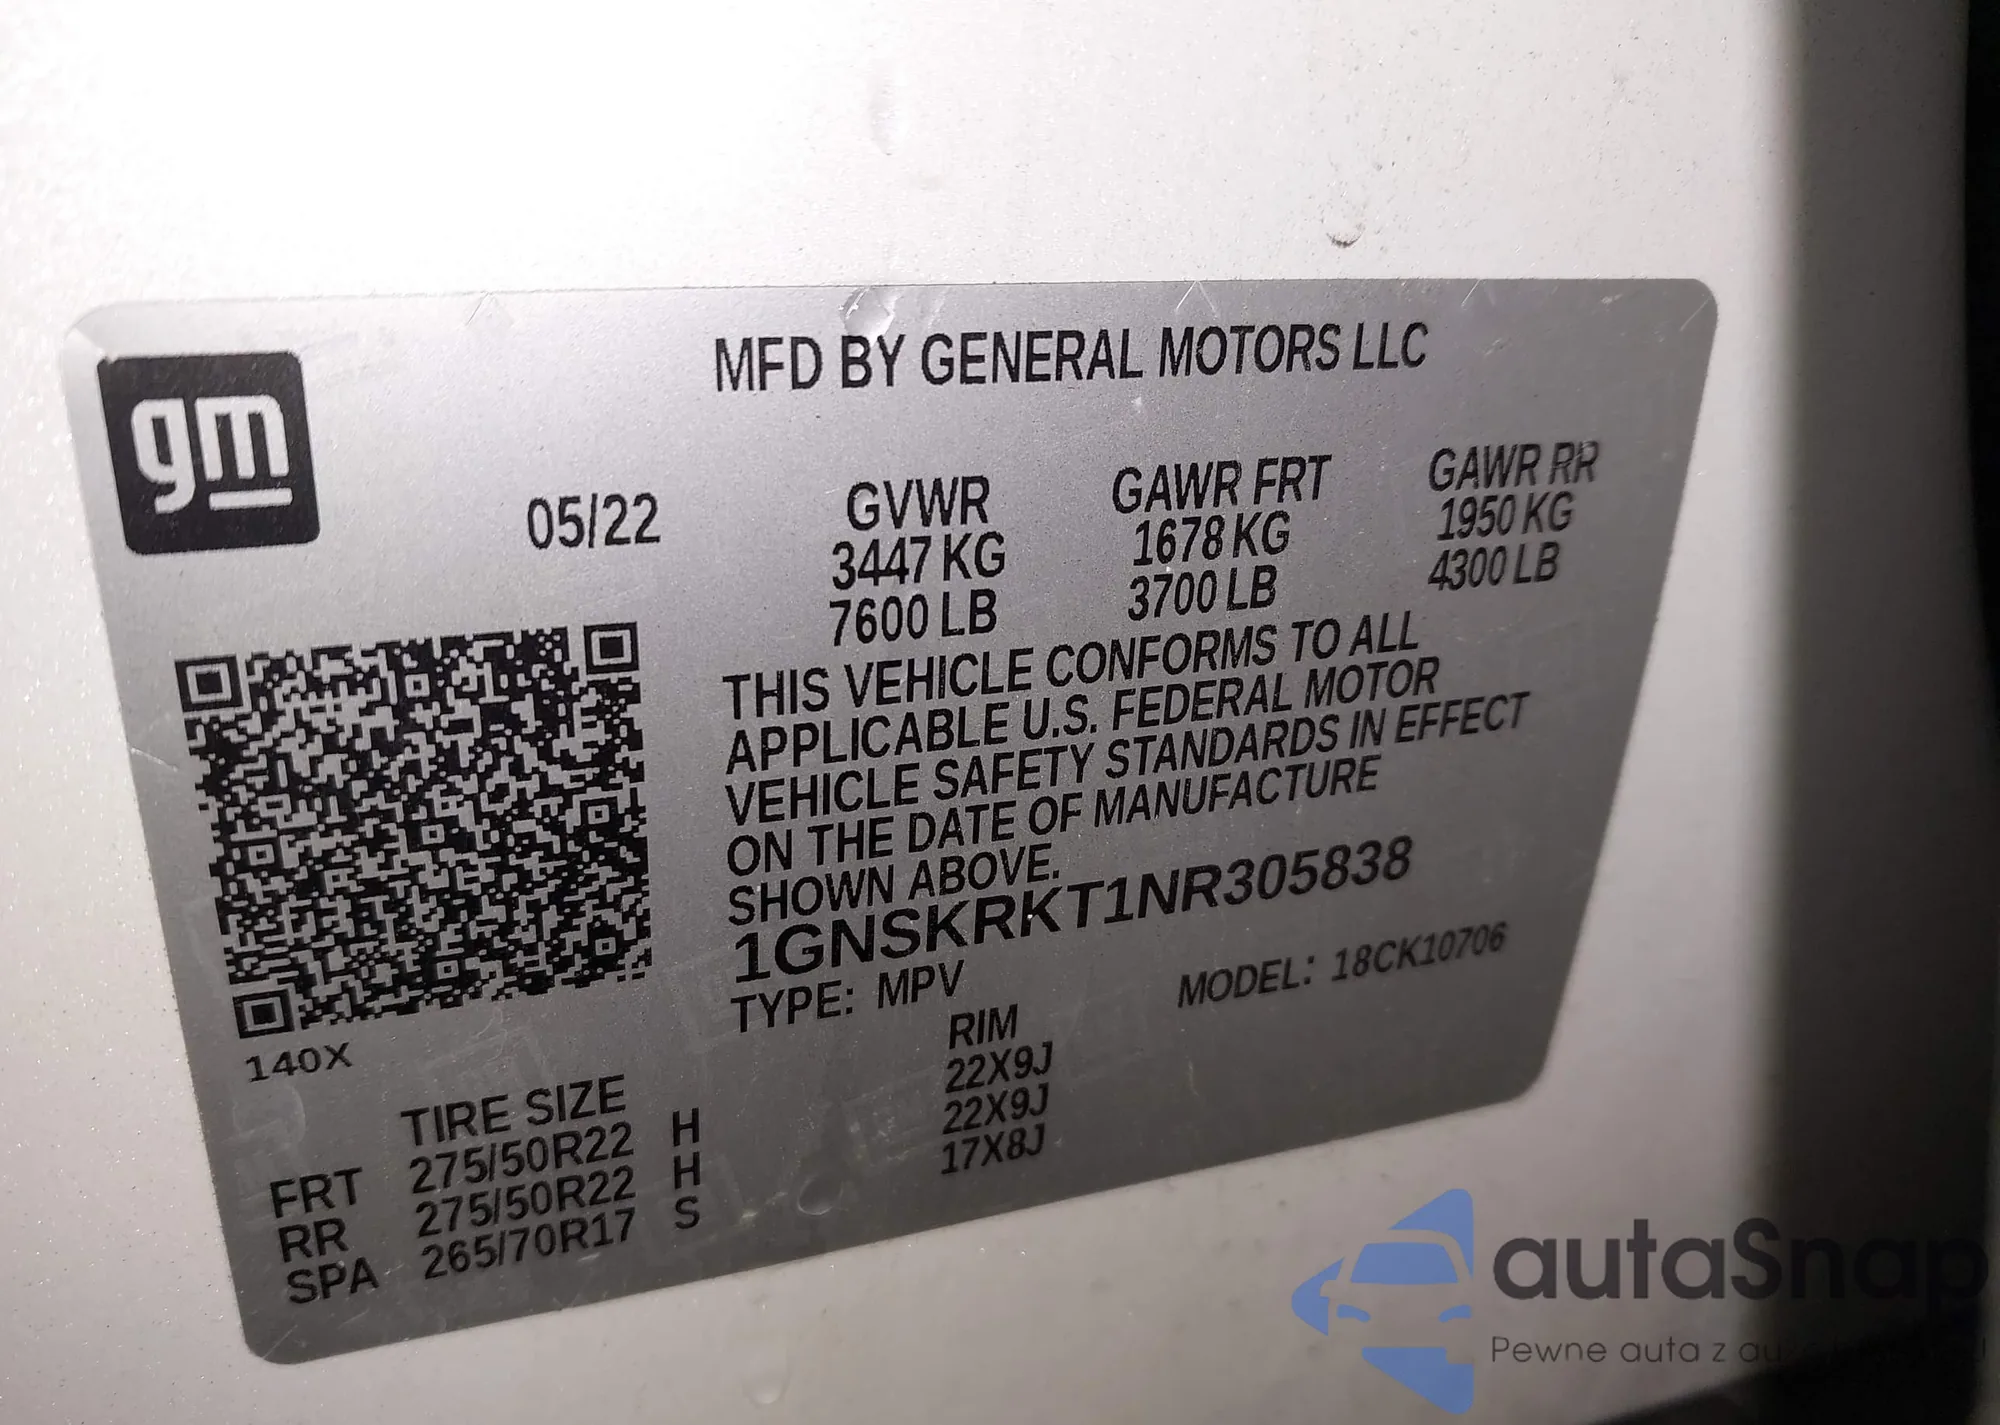 gm
MFD BY GENERAL MOTORS LLC
05/22
GVWR GAWR FRT GAWR RR
3447 KG 1678 KG 1950 KG
7600 LB 3700 LB 4300 LB
THIS VEHICLE CONFORMS TO ALL
APPLICABLE U.S. FEDERAL MOTOR
VEHICLE SAFETY STANDARDS IN EFFECT
ON THE DATE OF MANUFACTURE
SHOWN ABOVE.
1GNSKRKT1NR305838
TYPE: MPV MODEL: 18CK10706
140X
TIRE SIZE RIM
FRT 275/50R22 H 22X9J
RR 275/50R22 H 22X9J
SPA 265/70R17 S 17X8J
autaSnap
Pewne auta z